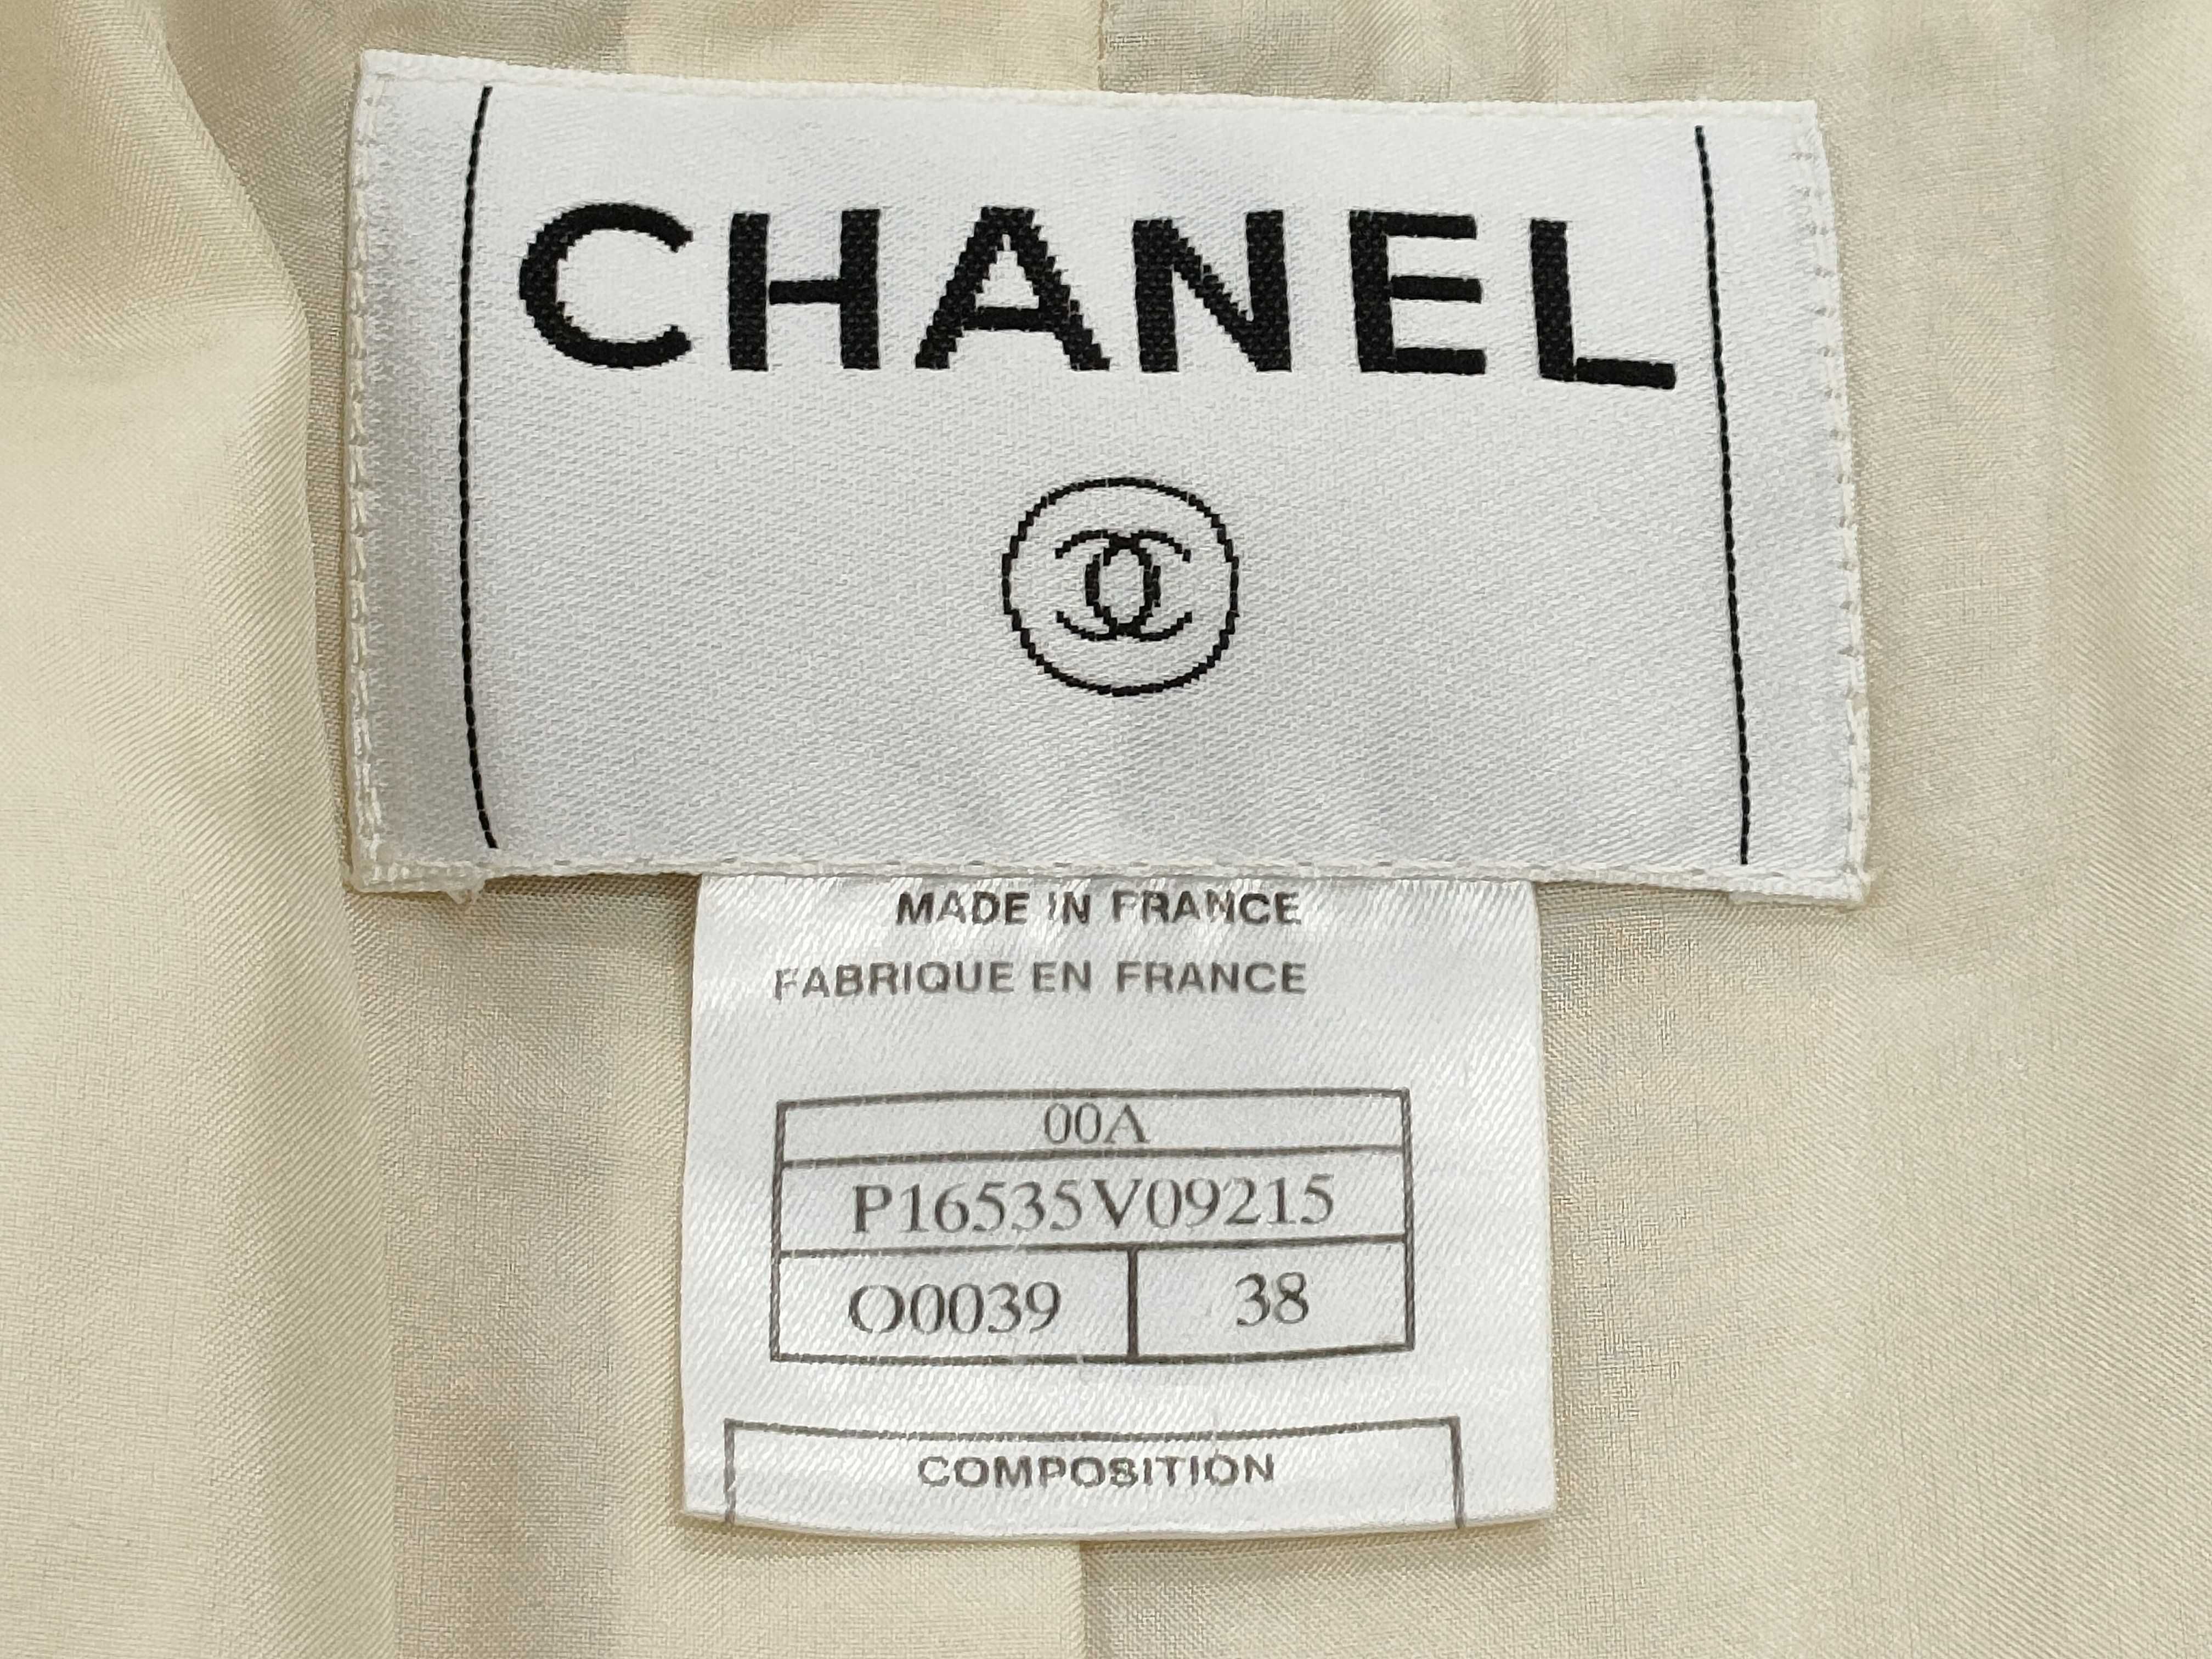 CHANEL
MADE IN FRANCE
FABRIQUE EN FRANCE
00A
P16535V09215
O0039 38
COMPOSITION